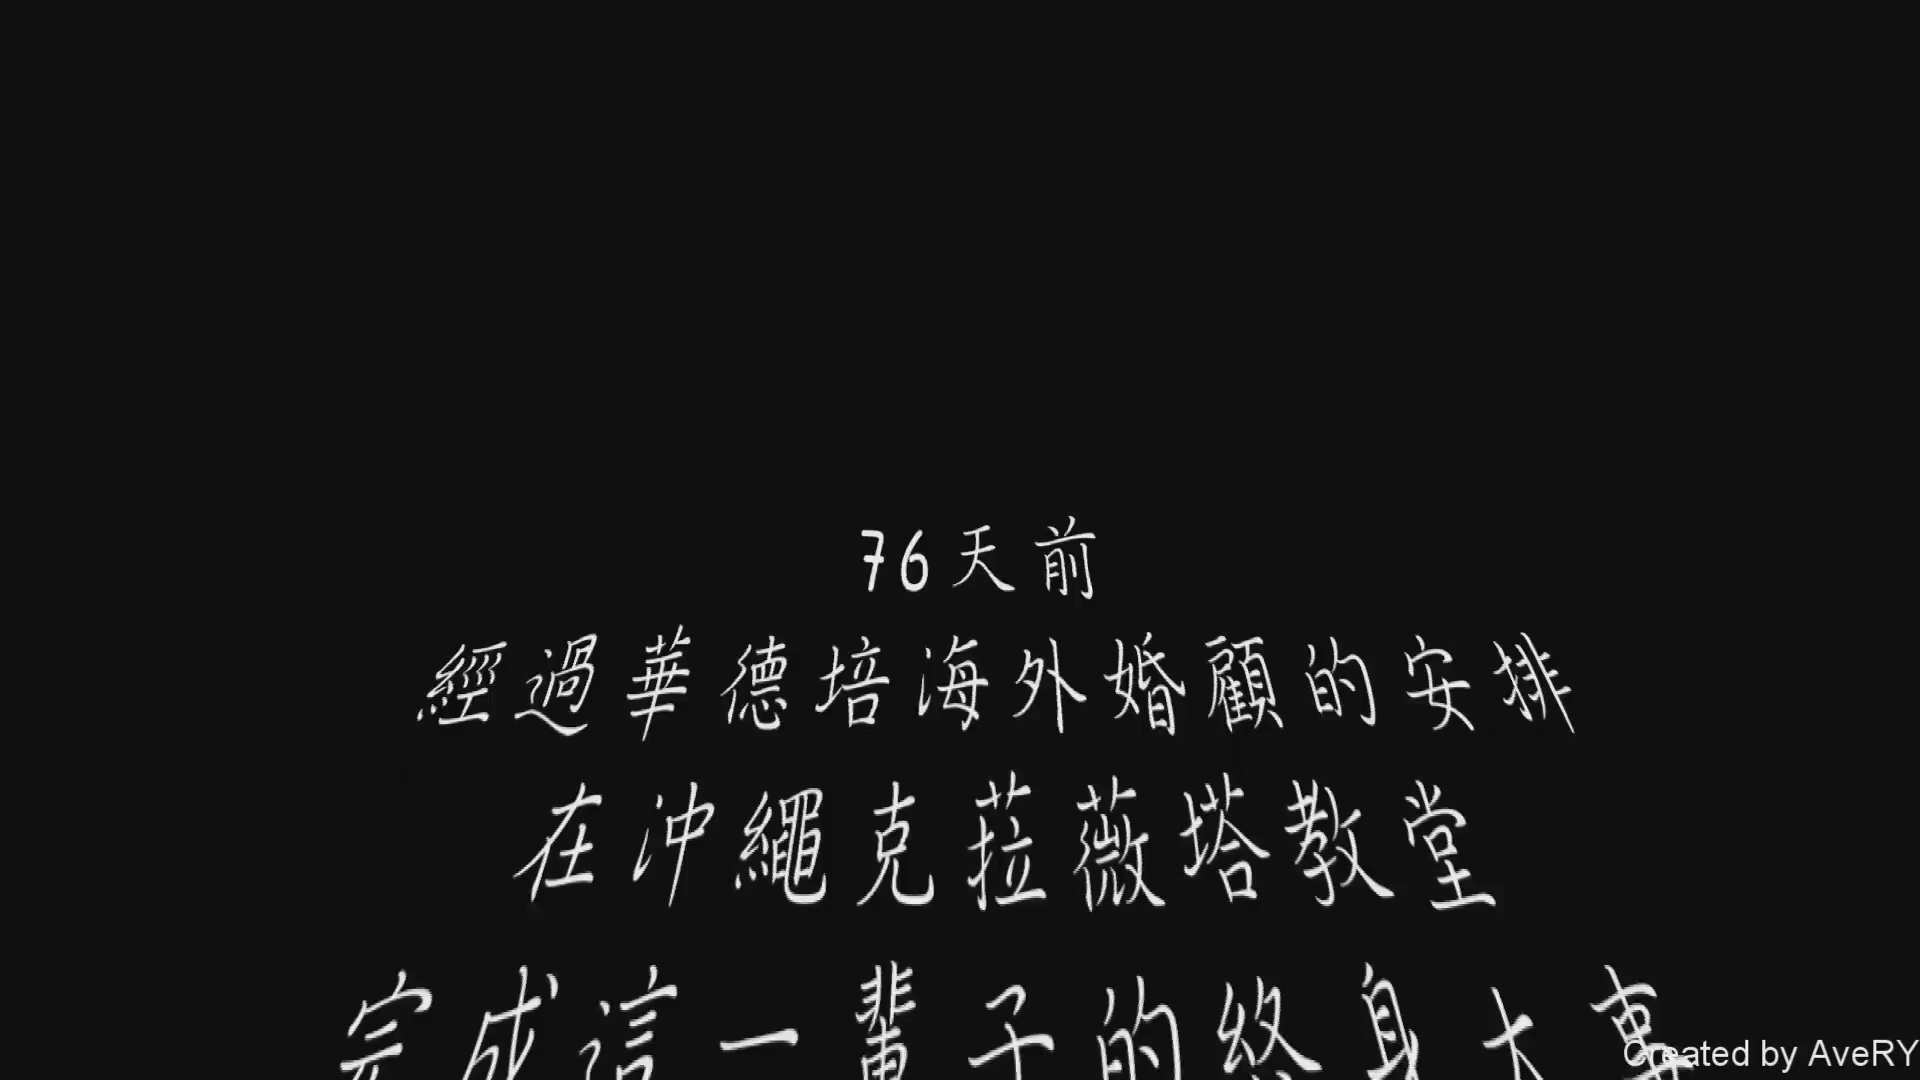 76天前
經過華德培海外婚顧的安排
在沖繩克菈薇塔教堂
完成這一輩子的終身大事
Created by AveRY